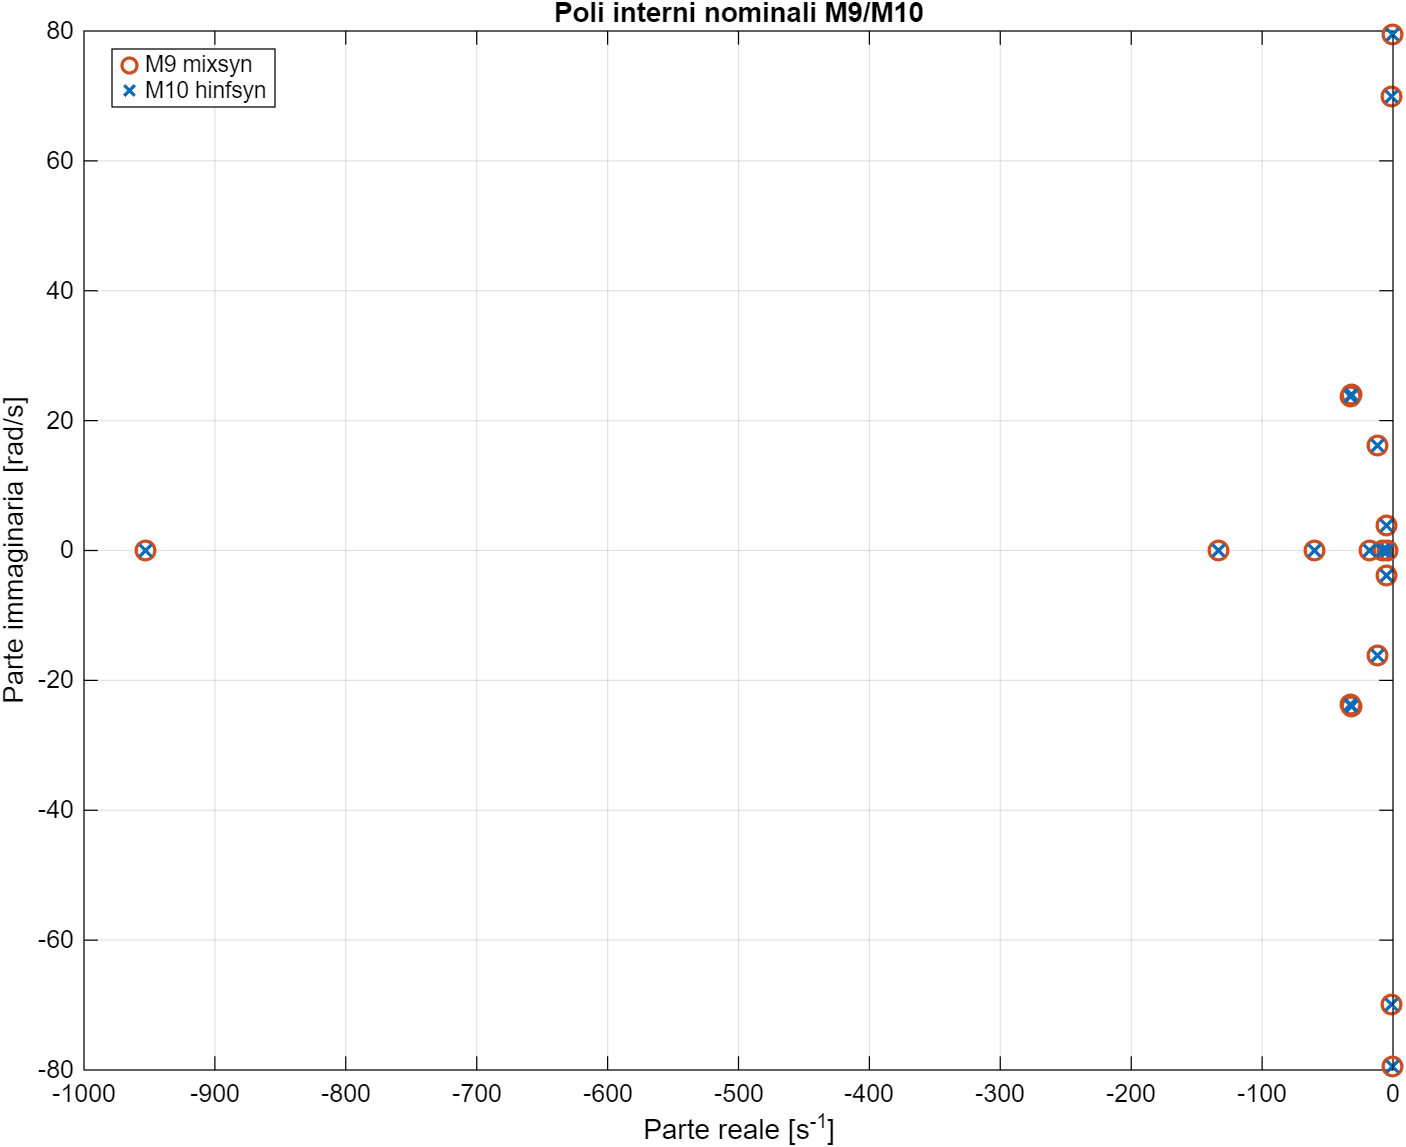 Poli interni nominali M9/M10
M9 mixsyn
M10 hinfsyn
80
60
40
20
0
-20
-40
-60
-80
Parte immaginaria [rad/s]
-1000 -900 -800 -700 -600 -500 -400 -300 -200 -100 0
Parte reale [s-1]